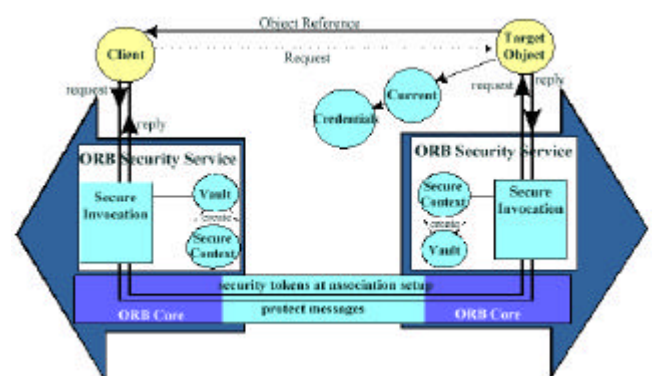 Object Reference
Client
Target
Object
Request
request
reply
Current
Credentials
request
reply
ORB Security Service
Secure
Invocation
Vault
create
Secure
Context
ORB Security Service
Secure
Context
create
Vault
Secure
Invocation
security tokens at association setup
protect messages
ORB Core
ORB Core